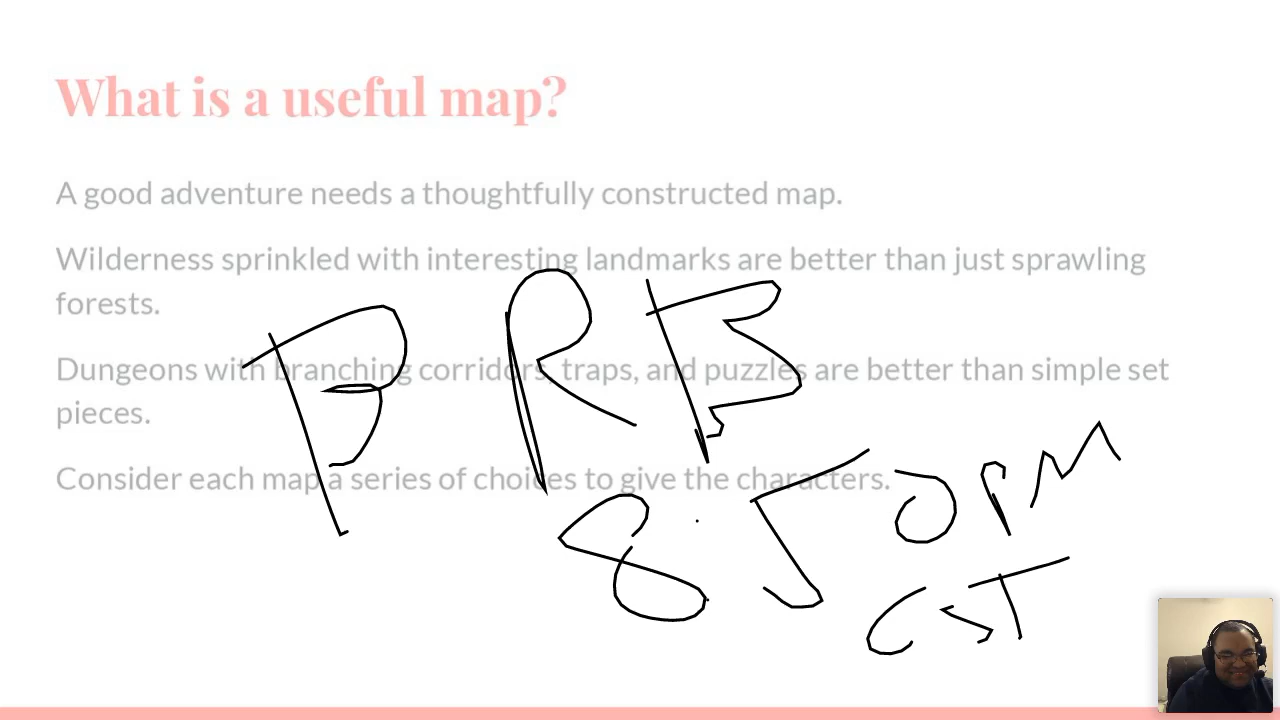 What is a useful map?
A good adventure needs a thoughtfully constructed map.
Wilderness sprinkled with interesting landmarks are better than just sprawling
forests.
Dungeons with branching corridors, traps, and puzzles are better than simple set
pieces.
Consider each map a series of choices to give the characters.
BRB
8:50PM
CST